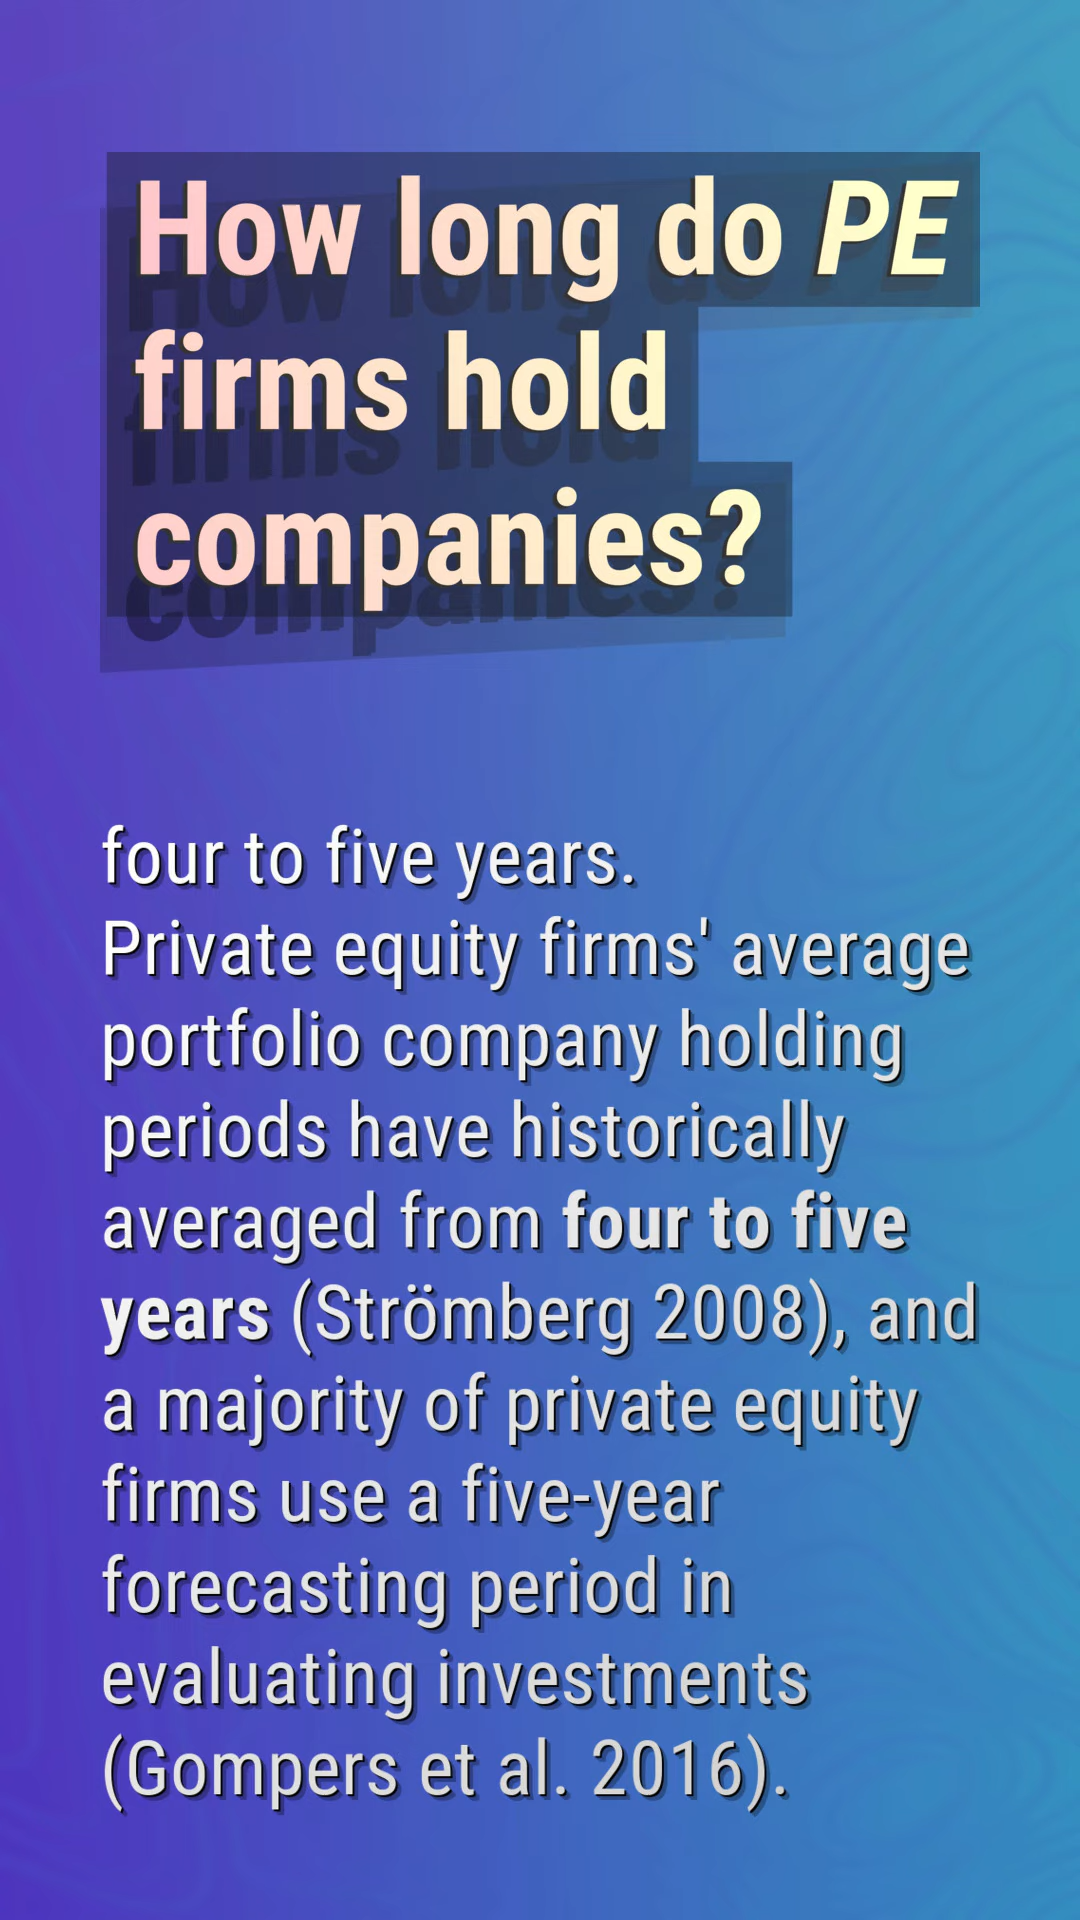 How long do PE
firms hold
companies?
four to five years.
Private equity firms' average
portfolio company holding
periods have historically
averaged from four to five
years (Strömberg 2008), and
a majority of private equity
firms use a five-year
forecasting period in
evaluating investments
(Gompers et al. 2016).